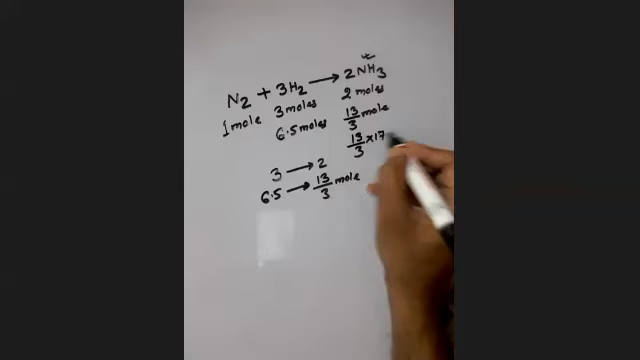 N2 + 3H2 → 2NH3
1mole 3moles 2 moles
6.5moles 13/3 mole
13/3 ×17
3 → 2
6.5 → 13/3 mole